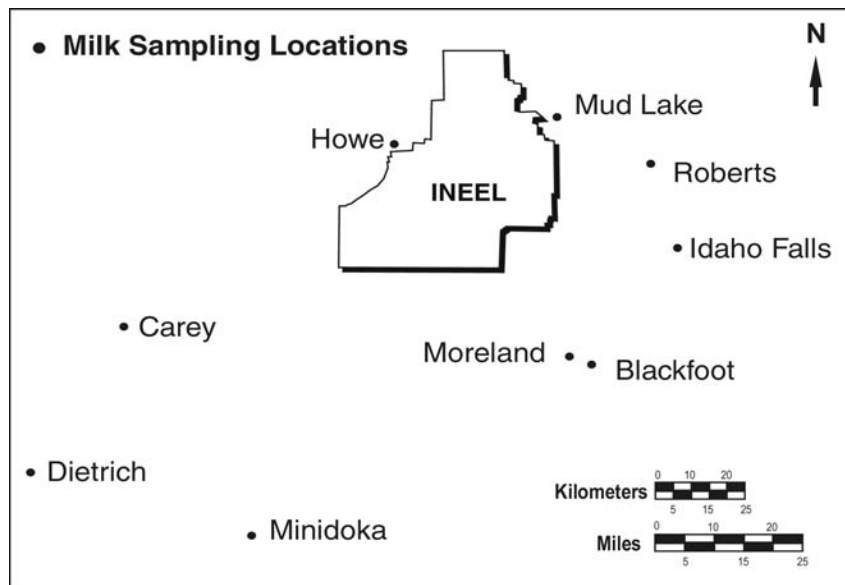 • Milk Sampling Locations
N
Mud Lake
Howe
Roberts
INEEL
Idaho Falls
Carey
Moreland
Blackfoot
Dietrich
0 10 20
Kilometers
5 15 25
Minidoka
0 10 20
Miles
5 15 25